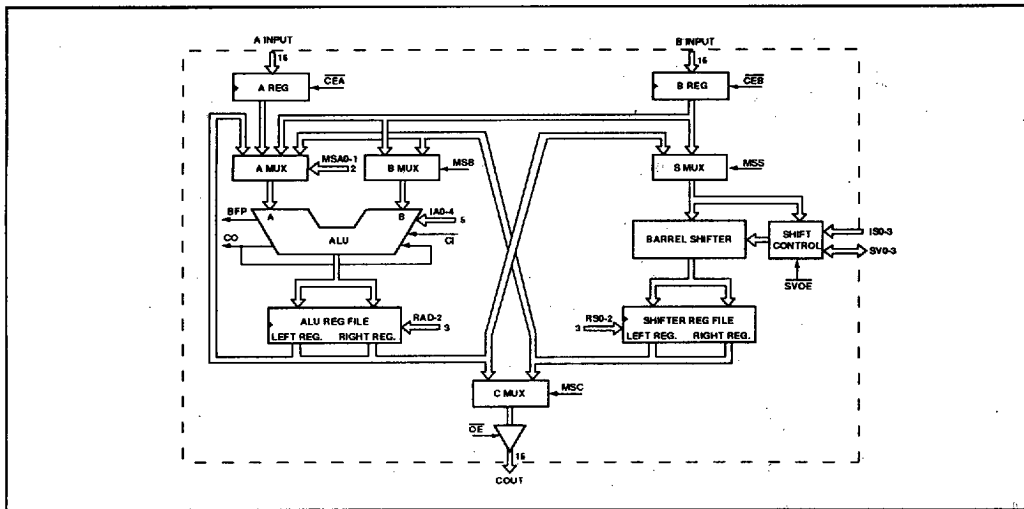 A INPUT
B INPUT
16
16
A REG
CEA
B REG
CEB
A MUX
MSA0-1
2
B MUX
MSB
S MUX
MSS
BFP
A
B
IA0-4
5
CO
ALU
CI
BARREL SHIFTER
SHIFT
CONTROL
IS0-3
SV0-3
SVOE
ALU REG FILE
LEFT REG.
RIGHT REG.
RA0-2
3
RS0-2
3
SHIFTER REG FILE
LEFT REG.
RIGHT REG.
C MUX
MSC
OE
16
COUT